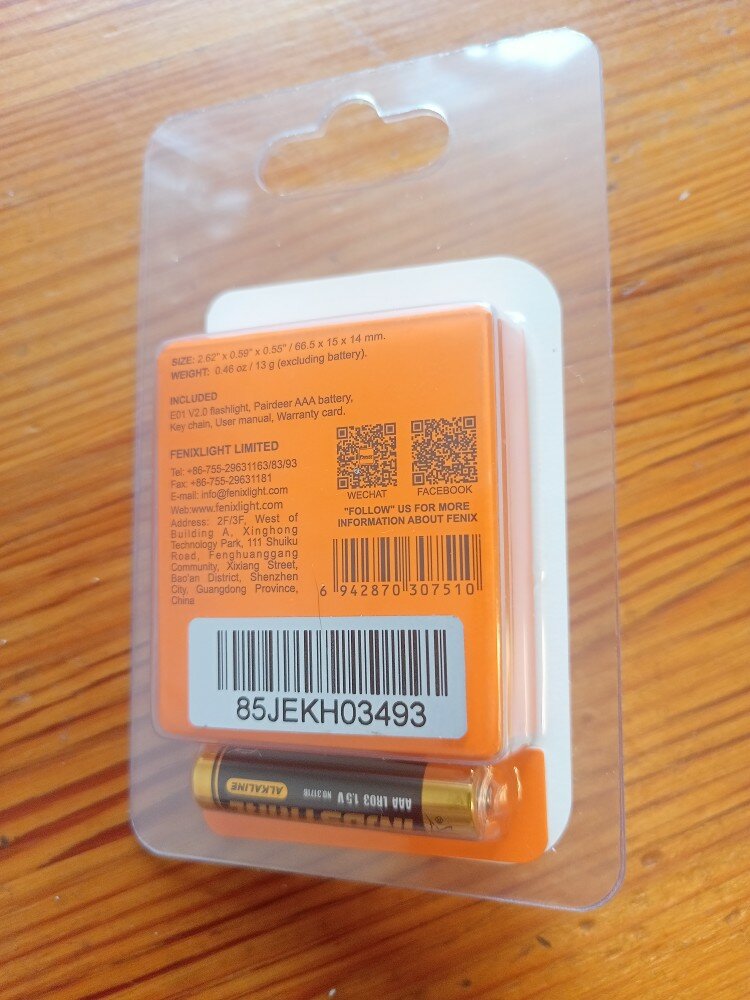 SIZE: 2.62" x 0.59" x 0.55" / 66.5 x 15 x 14 mm.
WEIGHT: 0.46 oz / 13 g (excluding battery).
INCLUDED
E01 V2.0 flashlight, Pairdeer AAA battery,
Key chain, User manual, Warranty card.
FENIXLIGHT LIMITED
Tel: +86-755-29631163/83/93
Fax: +86-755-29631181
E-mail: info@fenixlight.com
Web:www.fenixlight.com
Address: 2F/3F, West of
Building A, Xinghong
Technology Park, 111 Shuiku
Road, Fenghuanggang
Community, Xixiang Street,
Bao'an District, Shenzhen
City, Guangdong Province,
China
WECHAT
FACEBOOK
"FOLLOW" US FOR MORE
INFORMATION ABOUT FENIX
6 942870 307510
85JEKH03493
AAA LR03 1.5V NO.3171B
ALKALINE